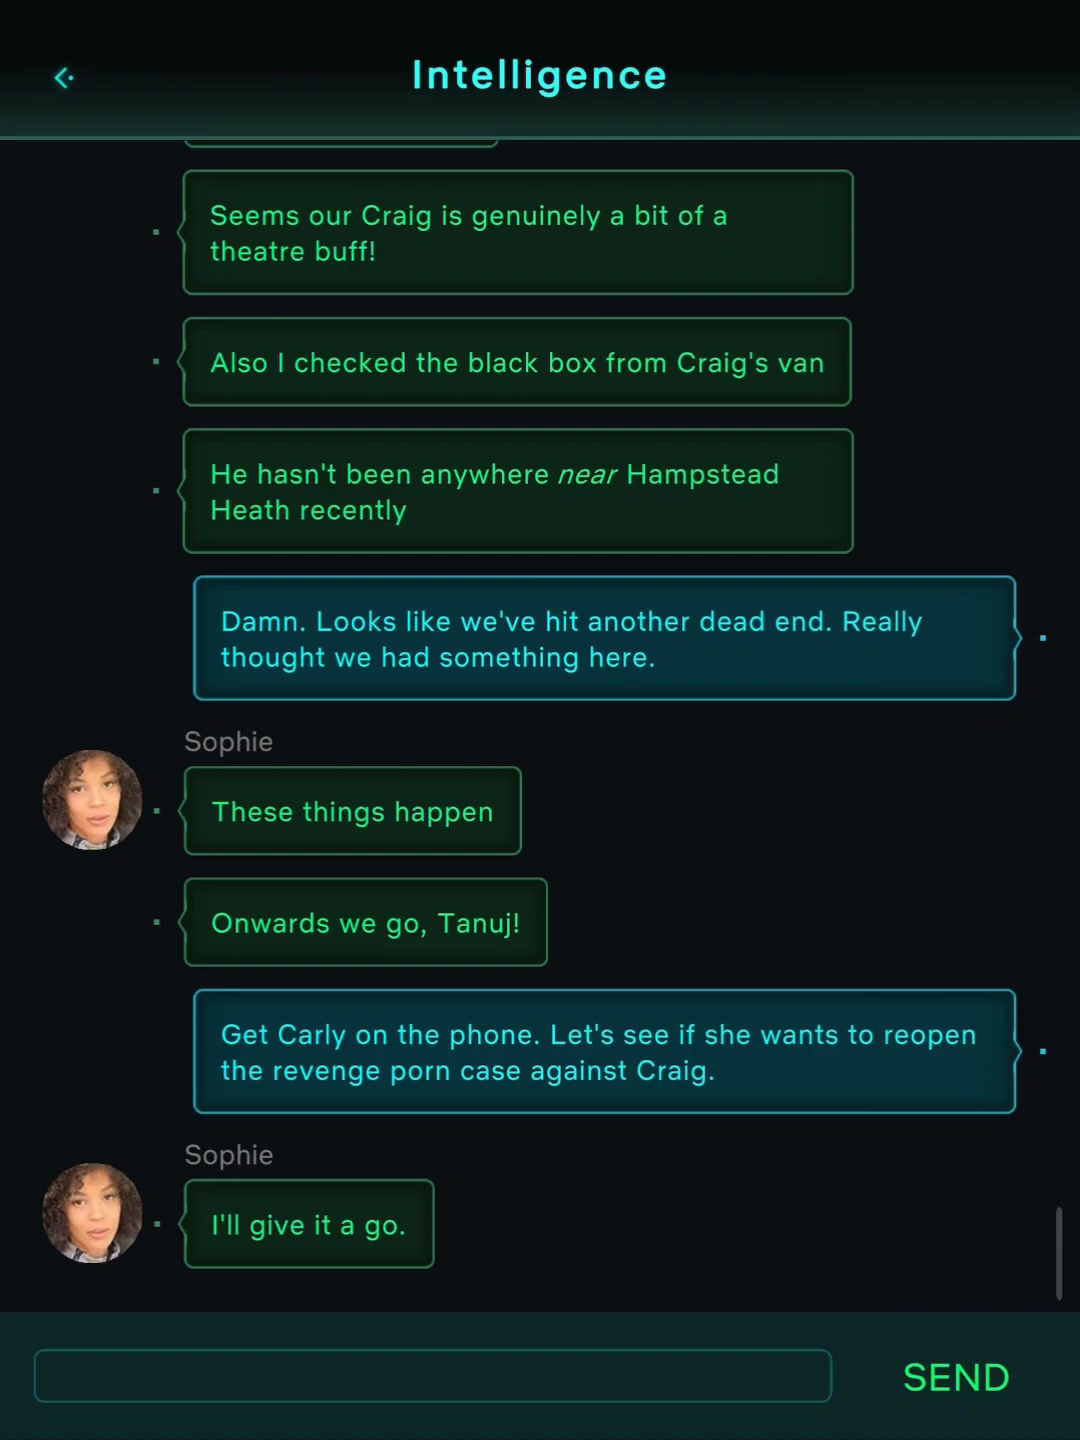 Intelligence
Seems our Craig is genuinely a bit of a
theatre buff!
Also I checked the black box from Craig's van
He hasn't been anywhere near Hampstead
Heath recently
Damn. Looks like we've hit another dead end. Really
thought we had something here.
Sophie
These things happen
Onwards we go, Tanuj!
Get Carly on the phone. Let's see if she wants to reopen
the revenge porn case against Craig.
Sophie
I'll give it a go.
SEND